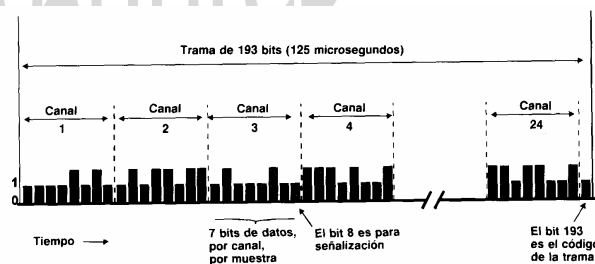 Trama de 193 bits (125 microsegundos)
Canal
1
Canal
2
Canal
3
Canal
4
Canal
24
1
0
Tiempo
7 bits de datos,
por canal,
por muestra
El bit 8 es para
señalización
El bit 193
es el código
de la trama